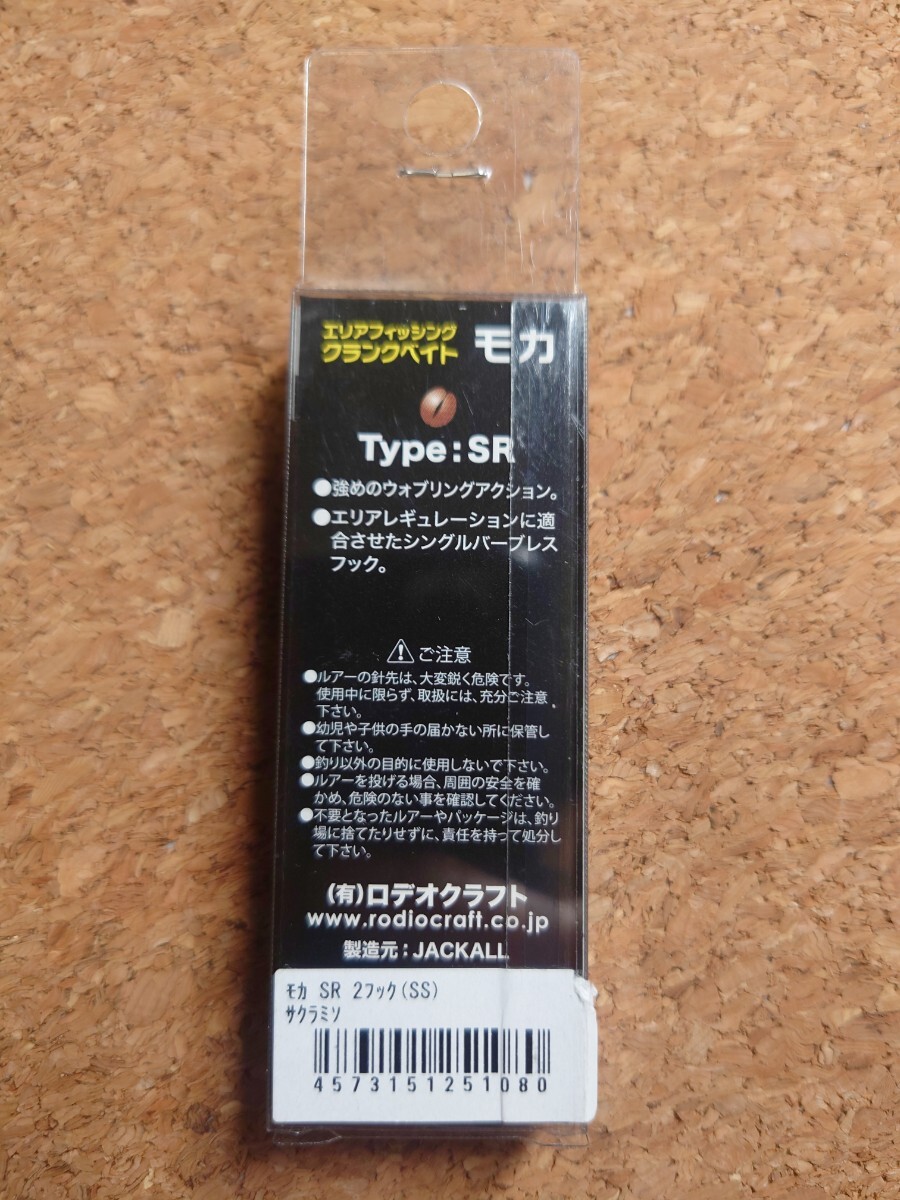 エリアフィッシング
クランクベイト モカ
Type:SR
●強めのウォブリングアクション。
●エリアレギュレーションに適
合させたシングルバーブレス
フック。
ご注意
●ルアーの針先は、大変鋭く危険です。
使用中に限らず、取扱には、充分ご注意
下さい。
●幼児や子供の手の届かない所に保管し
て下さい。
●釣り以外の目的に使用しないで下さい。
●ルアーを投げる場合、周囲の安全を確
かめ、危険のない事を確認してください。
●不要となったルアーやパッケージは、釣り
場に捨てたりせずに、責任を持って処分し
て下さい。
(有)ロデオクラフト
www.rodiocraft.co.jp
製造元:JACKALL
ﾓｶ SR 2ﾌｯｸ(SS)
ｻｸﾗﾐｿ
4573151251080